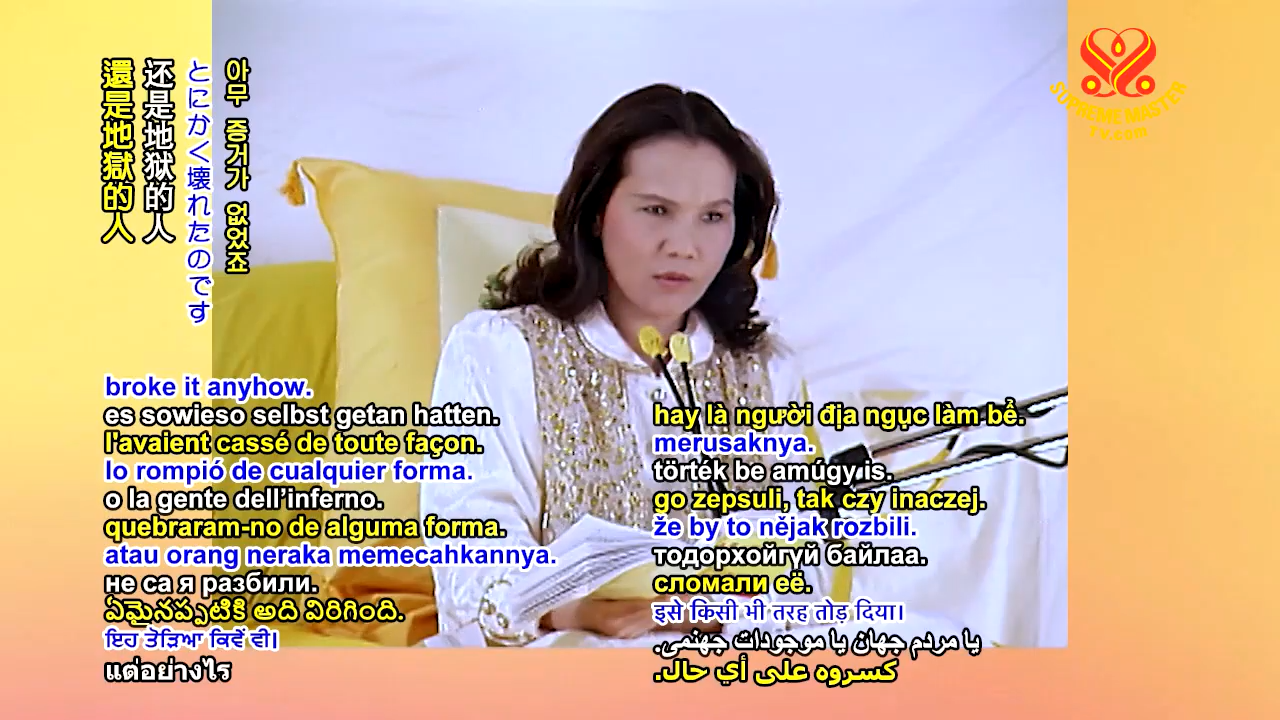 還是地獄的人
还是地狱的人
とにかく壊れたのです
아무 증거가 없었죠
SUPREME MASTER
TV.com
broke it anyhow.
es sowieso selbst getan hatten.
l'avaient cassé de toute façon.
lo rompió de cualquier forma.
o la gente dell'inferno.
quebraram-no de alguma forma.
atau orang neraka memecahkannya.
не са я разбили.
ఏమైనప్పటికి అది విరిగింది.
ਇਹ ਤੋੜਿਆ ਕਿਵੇਂ ਵੀ।
แต่อย่างไร
hay là người địa ngục làm bể.
merusaknya.
törték be amúgy is.
go zepsuli, tak czy inaczej.
že by to nějak rozbili.
тодорхойгүй байлаа.
сломали её.
इसे किसी भी तरह तोड़ दिया।
یا مردم جهان یا موجودات جهنمی.
كسروه على أي حال.